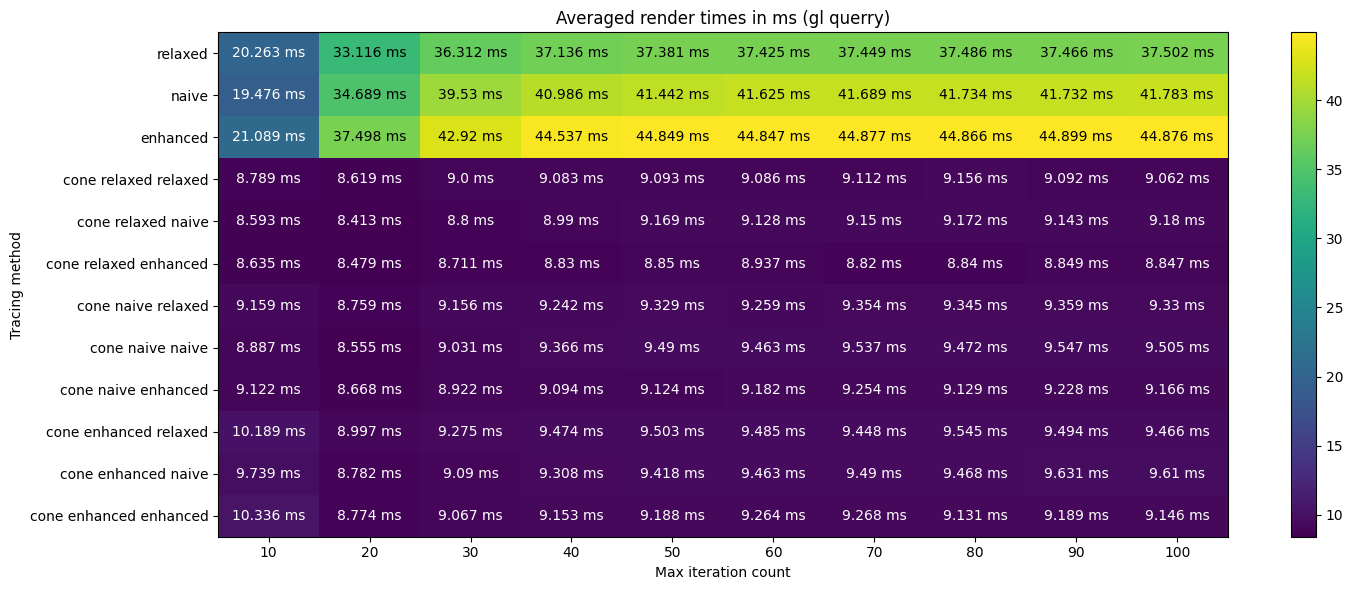 Averaged render times in ms (gl querry)
Tracing method
relaxed 20.263 ms 33.116 ms 36.312 ms 37.136 ms 37.381 ms 37.425 ms 37.449 ms 37.486 ms 37.466 ms 37.502 ms
naive 19.476 ms 34.689 ms 39.53 ms 40.986 ms 41.442 ms 41.625 ms 41.689 ms 41.734 ms 41.732 ms 41.783 ms
enhanced 21.089 ms 37.498 ms 42.92 ms 44.537 ms 44.849 ms 44.847 ms 44.877 ms 44.866 ms 44.899 ms 44.876 ms
cone relaxed relaxed 8.789 ms 8.619 ms 9.0 ms 9.083 ms 9.093 ms 9.086 ms 9.112 ms 9.156 ms 9.092 ms 9.062 ms
cone relaxed naive 8.593 ms 8.413 ms 8.8 ms 8.99 ms 9.169 ms 9.128 ms 9.15 ms 9.172 ms 9.143 ms 9.18 ms
cone relaxed enhanced 8.635 ms 8.479 ms 8.711 ms 8.83 ms 8.85 ms 8.937 ms 8.82 ms 8.84 ms 8.849 ms 8.847 ms
cone naive relaxed 9.159 ms 8.759 ms 9.156 ms 9.242 ms 9.329 ms 9.259 ms 9.354 ms 9.345 ms 9.359 ms 9.33 ms
cone naive naive 8.887 ms 8.555 ms 9.031 ms 9.366 ms 9.49 ms 9.463 ms 9.537 ms 9.472 ms 9.547 ms 9.505 ms
cone naive enhanced 9.122 ms 8.668 ms 8.922 ms 9.094 ms 9.124 ms 9.182 ms 9.254 ms 9.129 ms 9.228 ms 9.166 ms
cone enhanced relaxed 10.189 ms 8.997 ms 9.275 ms 9.474 ms 9.503 ms 9.485 ms 9.448 ms 9.545 ms 9.494 ms 9.466 ms
cone enhanced naive 9.739 ms 8.782 ms 9.09 ms 9.308 ms 9.418 ms 9.463 ms 9.49 ms 9.468 ms 9.631 ms 9.61 ms
cone enhanced enhanced 10.336 ms 8.774 ms 9.067 ms 9.153 ms 9.188 ms 9.264 ms 9.268 ms 9.131 ms 9.189 ms 9.146 ms
10 20 30 40 50 60 70 80 90 100
Max iteration count
40
35
30
25
20
15
10